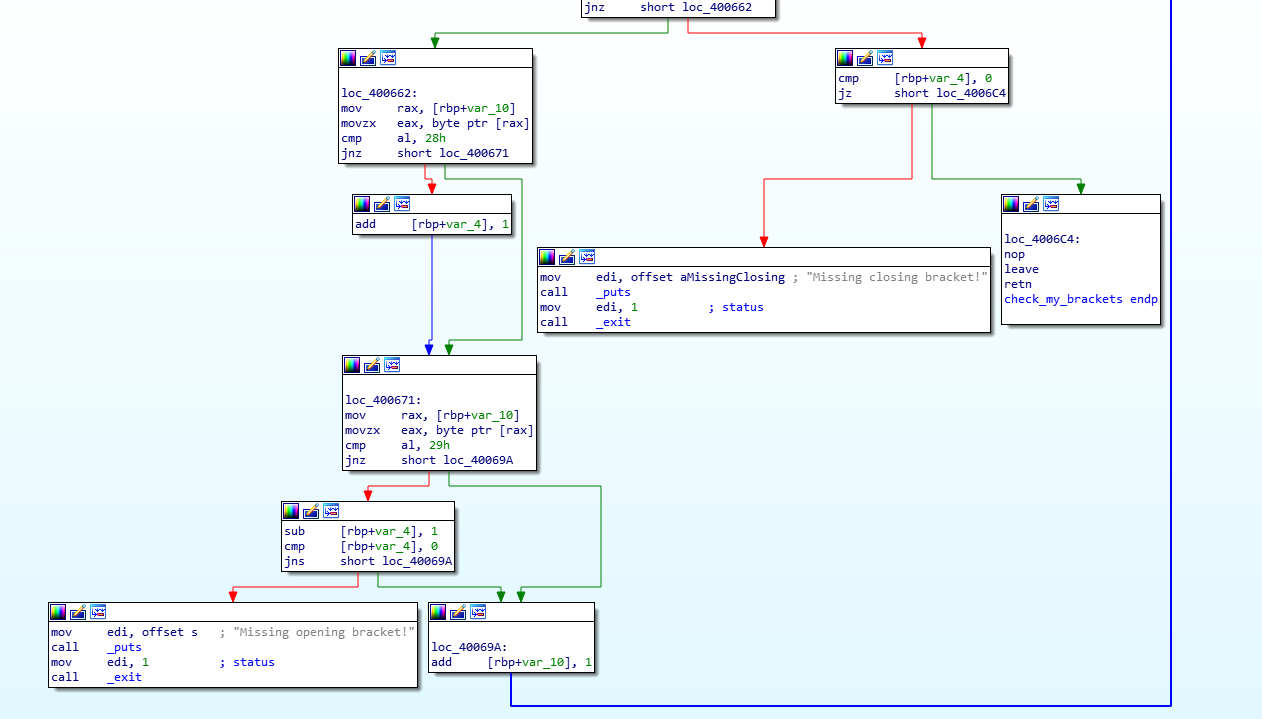 jnz     short loc_400662
loc_400662:
mov     rax, [rbp+var_10]
movzx   eax, byte ptr [rax]
cmp     al, 28h
jnz     short loc_400671
cmp     [rbp+var_4], 0
jz      short loc_4006C4
add     [rbp+var_4], 1
loc_4006C4:
nop
leave
retn
check_my_brackets endp
mov     edi, offset aMissingClosing ; "Missing closing bracket!"
call    _puts
mov     edi, 1          ; status
call    _exit
loc_400671:
mov     rax, [rbp+var_10]
movzx   eax, byte ptr [rax]
cmp     al, 29h
jnz     short loc_40069A
sub     [rbp+var_4], 1
cmp     [rbp+var_4], 0
jns     short loc_40069A
mov     edi, offset s   ; "Missing opening bracket!"
call    _puts
mov     edi, 1          ; status
call    _exit
loc_40069A:
add     [rbp+var_10], 1